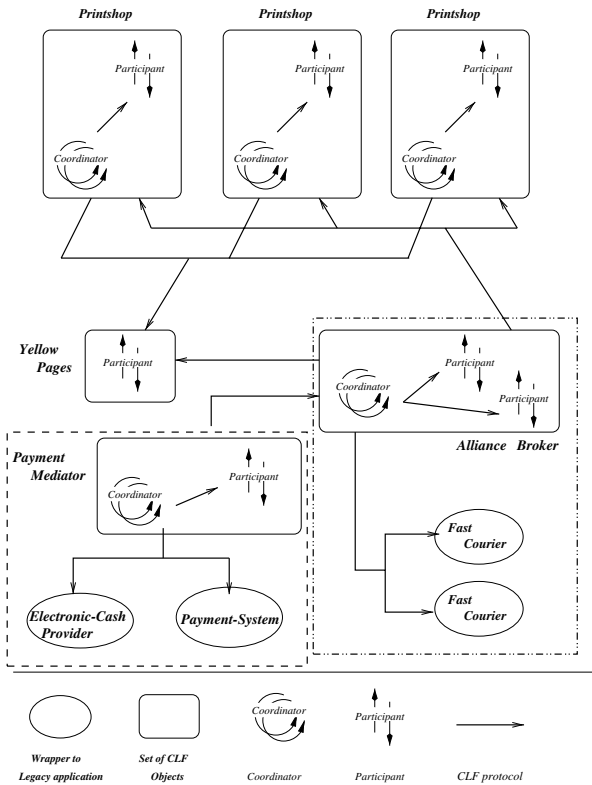 Printshop
Printshop
Printshop
Participant
Participant
Participant
Coordinator
Coordinator
Coordinator
Yellow
Pages
Participant
Participant
Coordinator
Participant
Alliance Broker
Payment
Mediator
Participant
Coordinator
Fast
Courier
Electronic-Cash
Provider
Payment-System
Fast
Courier
Coordinator
Participant
Wrapper to
Legacy application
Set of CLF
Objects
Coordinator
Participant
CLF protocol